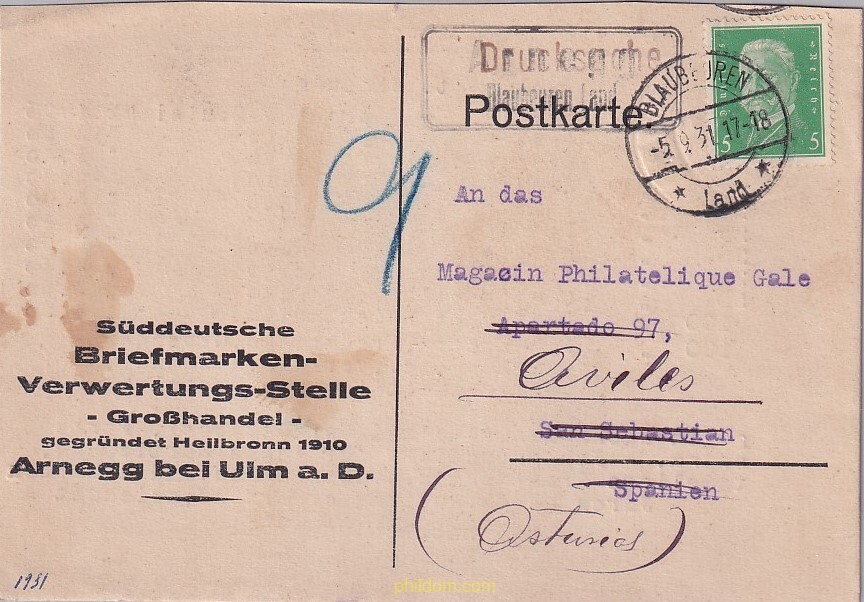 Drucksache
Blaubeuren Land
Postkarte
BLAUBEUREN
-5.9.31.17-18
Land
5 5
An das
Magasin Philatelique Gale
Apartado 97,
Aviles
San Sebastian
Spanien
(Asturias)
Süddeutsche
Briefmarken-
Verwertungs-Stelle
- Großhandel -
gegründet Heilbronn 1910
Arnegg bei Ulm a. D.
1931
phildom.com